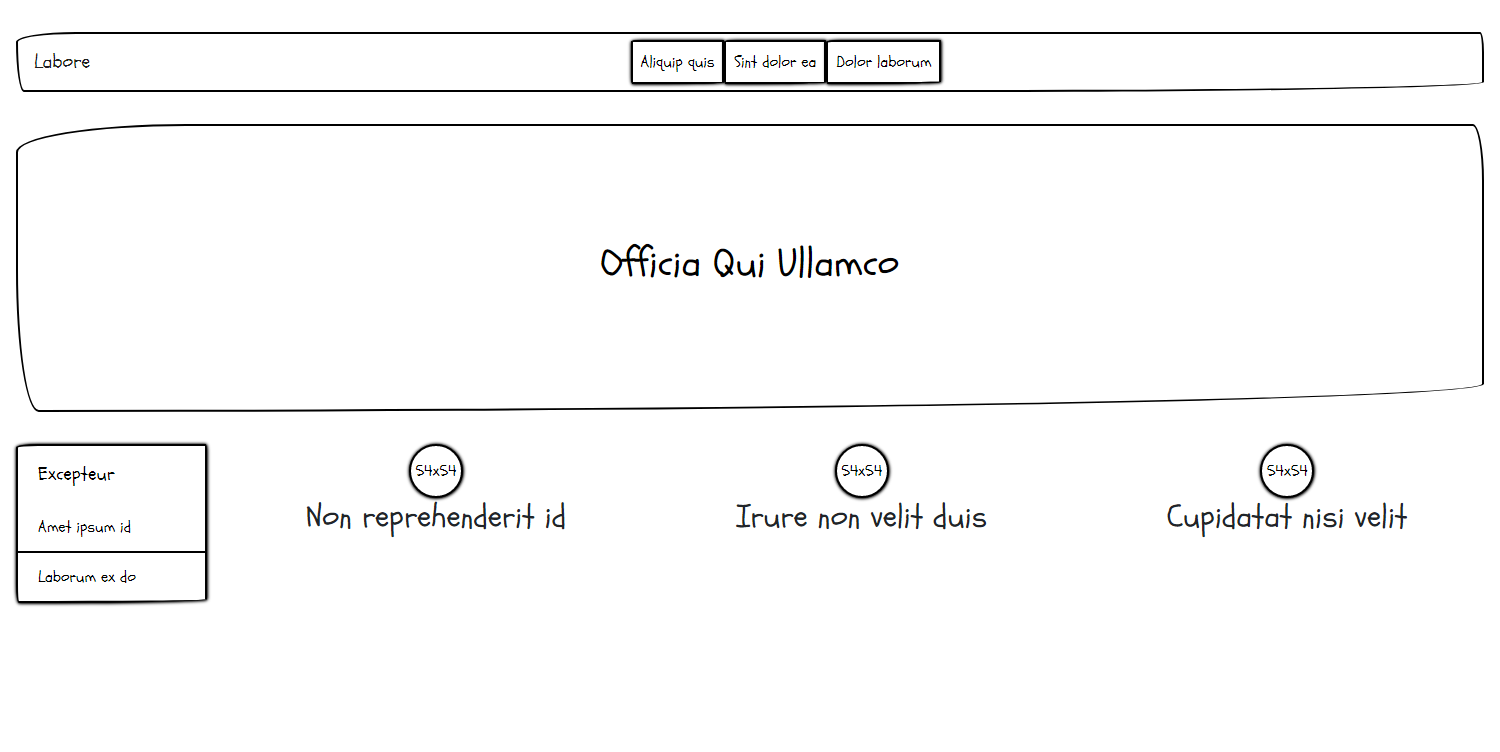 Labore
Aliquip quis
Sint dolor ea
Dolor laborum
Officia Qui Ullamco
Excepteur
Amet ipsum id
Laborum ex do
54x54
Non reprehenderit id
54x54
Irure non velit duis
54x54
Cupidatat nisi velit